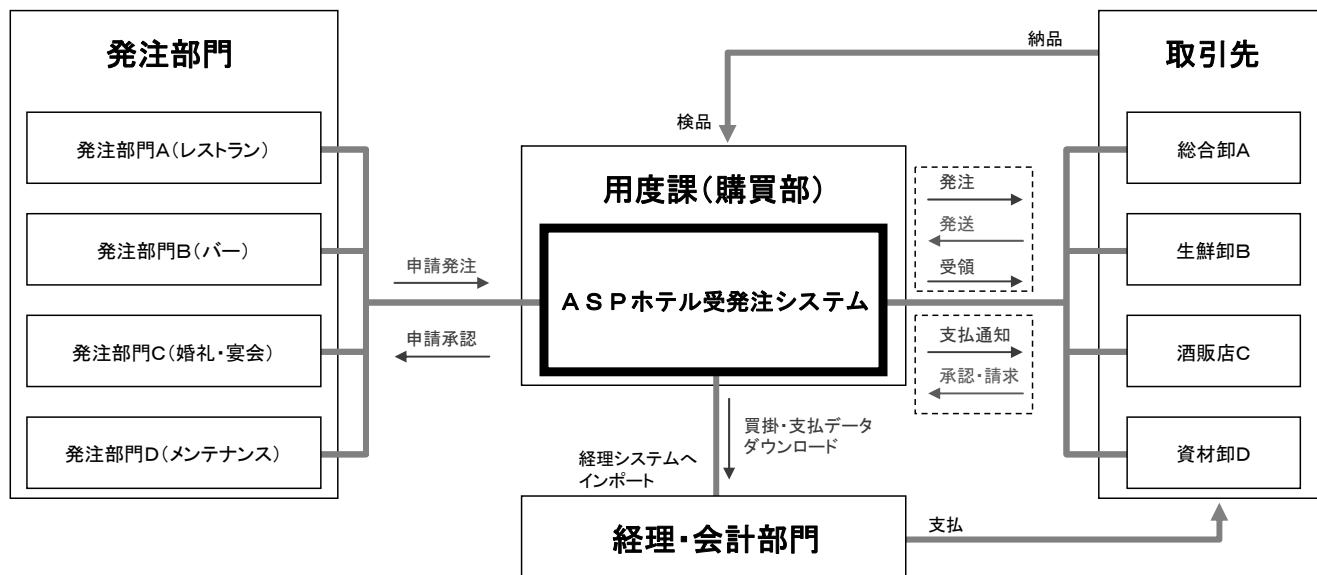 発注部門
発注部門A(レストラン)
発注部門B(バー)
発注部門C(婚礼・宴会)
発注部門D(メンテナンス)
申請発注
申請承認
納品
検品
用度課(購買部)
ASPホテル受発注システム
発注
発送
受領
支払通知
承認・請求
取引先
総合卸A
生鮮卸B
酒販店C
資材卸D
買掛・支払データ
ダウンロード
経理システムへ
インポート
経理・会計部門
支払